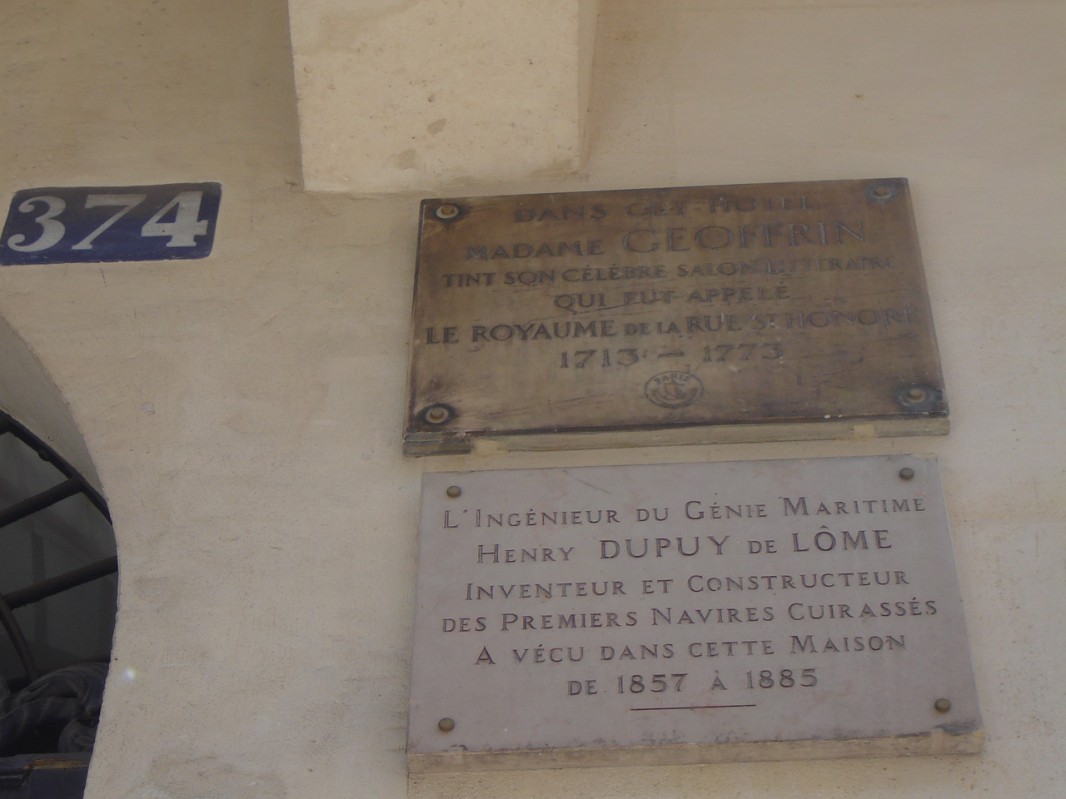 374
DANS CET HOTEL
MADAME GEOFFRIN
TINT SON CÉLÈBRE SALON LITTERAIRE
QUI FUT APPELÉ
LE ROYAUME DE LA RUE ST HONORÉ
1713 - 1773
PARIS
L'INGÉNIEUR DU GÉNIE MARITIME
HENRY DUPUY DE LÔME
INVENTEUR ET CONSTRUCTEUR
DES PREMIERS NAVIRES CUIRASSÉS
A VÉCU DANS CETTE MAISON
DE 1857 À 1885